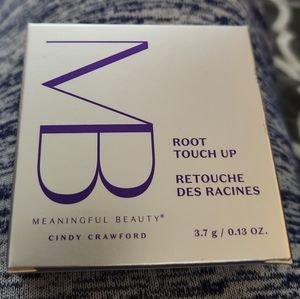 MB
ROOT
TOUCH UP
RETOUCHE
DES RACINES
MEANINGFUL BEAUTY®
CINDY CRAWFORD
3.7 g / 0.13 OZ.